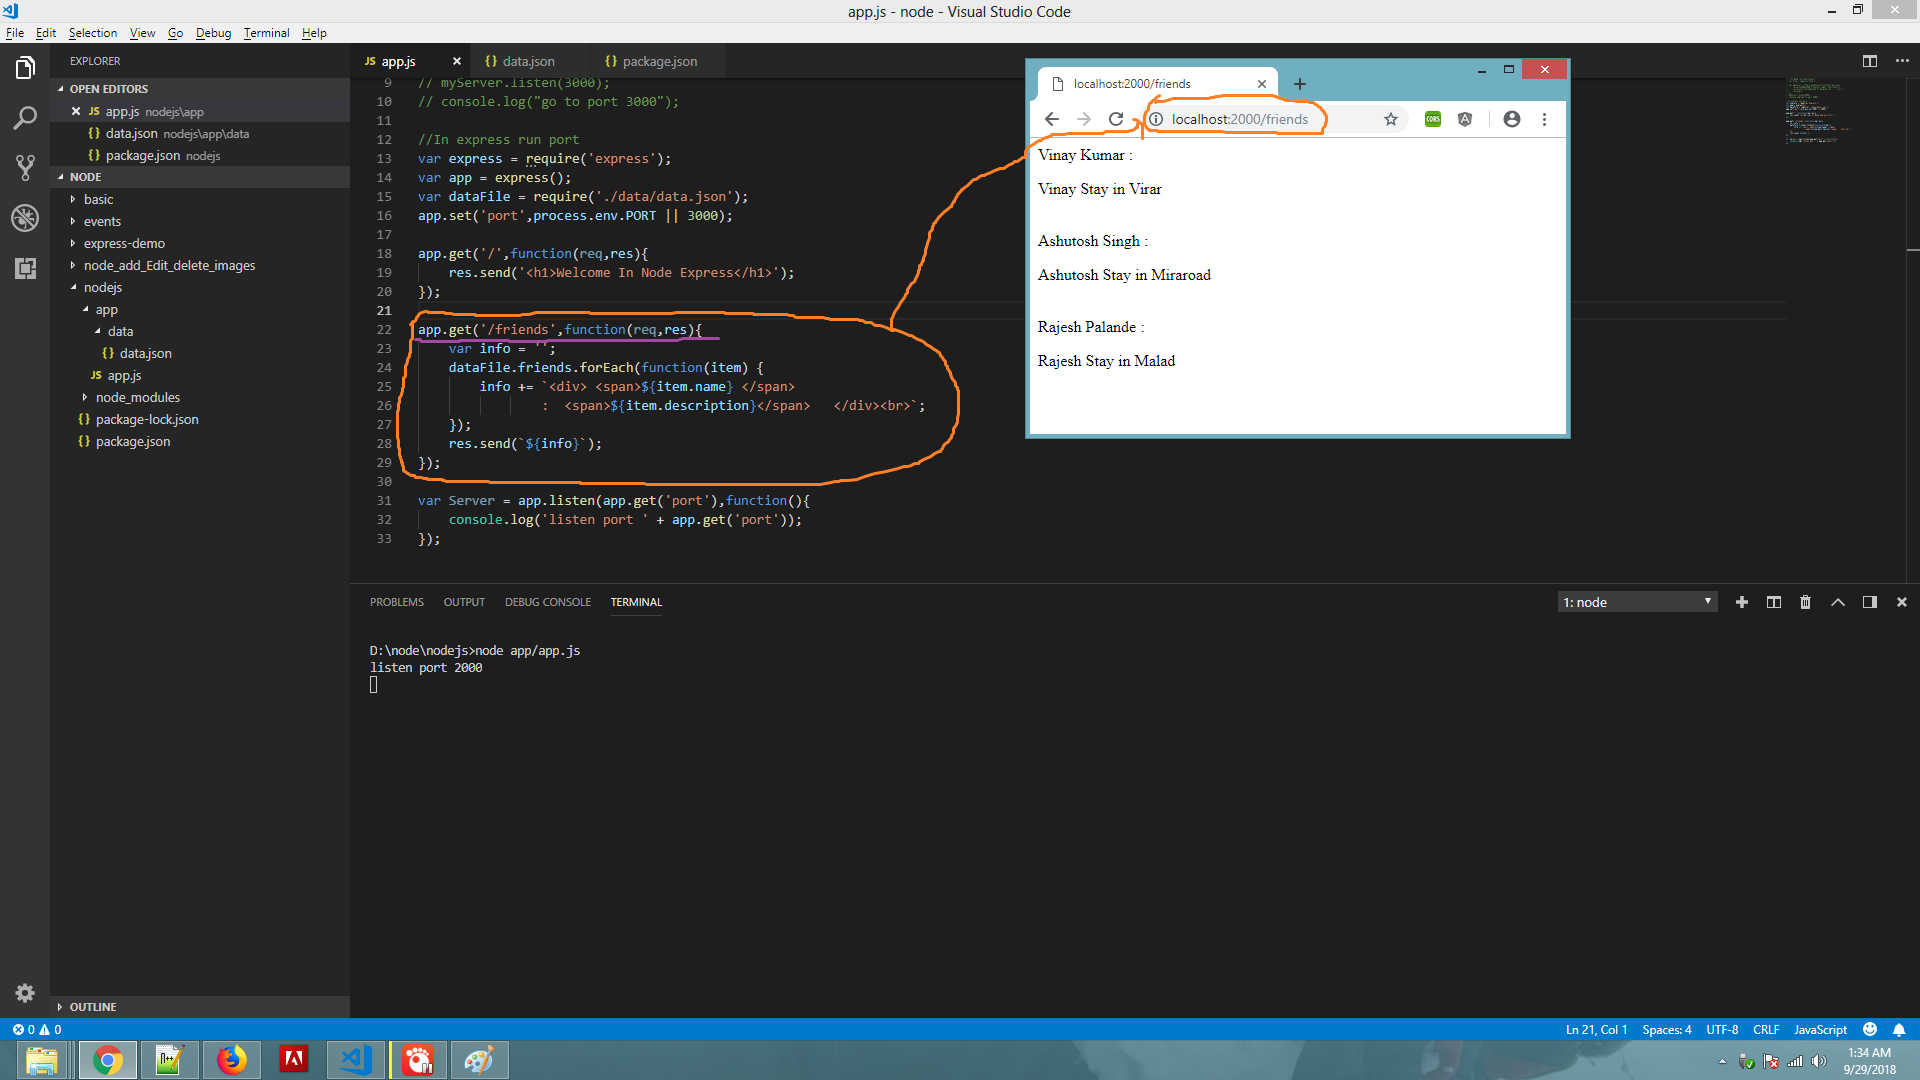 app.js - node - Visual Studio Code
File Edit Selection View Go Debug Terminal Help
EXPLORER
OPEN EDITORS
JS app.js nodejs\app
{} data.json nodejs\app\data
{} package.json nodejs
NODE
basic
events
express-demo
node_add_Edit_delete_images
nodejs
app
data
{} data.json
JS app.js
node_modules
{} package-lock.json
{} package.json
OUTLINE
JS app.js {} data.json {} package.json
9 // myServer.listen(3000);
10 // console.log("go to port 3000");
11
12 //In express run port
13 var express = require('express');
14 var app = express();
15 var dataFile = require('./data/data.json');
16 app.set('port',process.env.PORT || 3000);
17
18 app.get('/',function(req,res){
19 res.send('<h1>Welcome In Node Express</h1>');
20 });
21
22 app.get('/friends',function(req,res){
23 var info = '';
24 dataFile.friends.forEach(function(item) {
25 info += `<div> <span>${item.name} </span>
26 : <span>${item.description}</span> </div><br>`;
27 });
28 res.send(`${info}`);
29 });
30
31 var Server = app.listen(app.get('port'),function(){
32 console.log('listen port ' + app.get('port'));
33 });
localhost:2000/friends
localhost:2000/friends
CORS
Vinay Kumar :
Vinay Stay in Virar
Ashutosh Singh :
Ashutosh Stay in Miraroad
Rajesh Palande :
Rajesh Stay in Malad
PROBLEMS OUTPUT DEBUG CONSOLE TERMINAL
1: node
D:\node\nodejs>node app/app.js
listen port 2000
0 0
Ln 21, Col 1 Spaces: 4 UTF-8 CRLF JavaScript
1:34 AM
9/29/2018